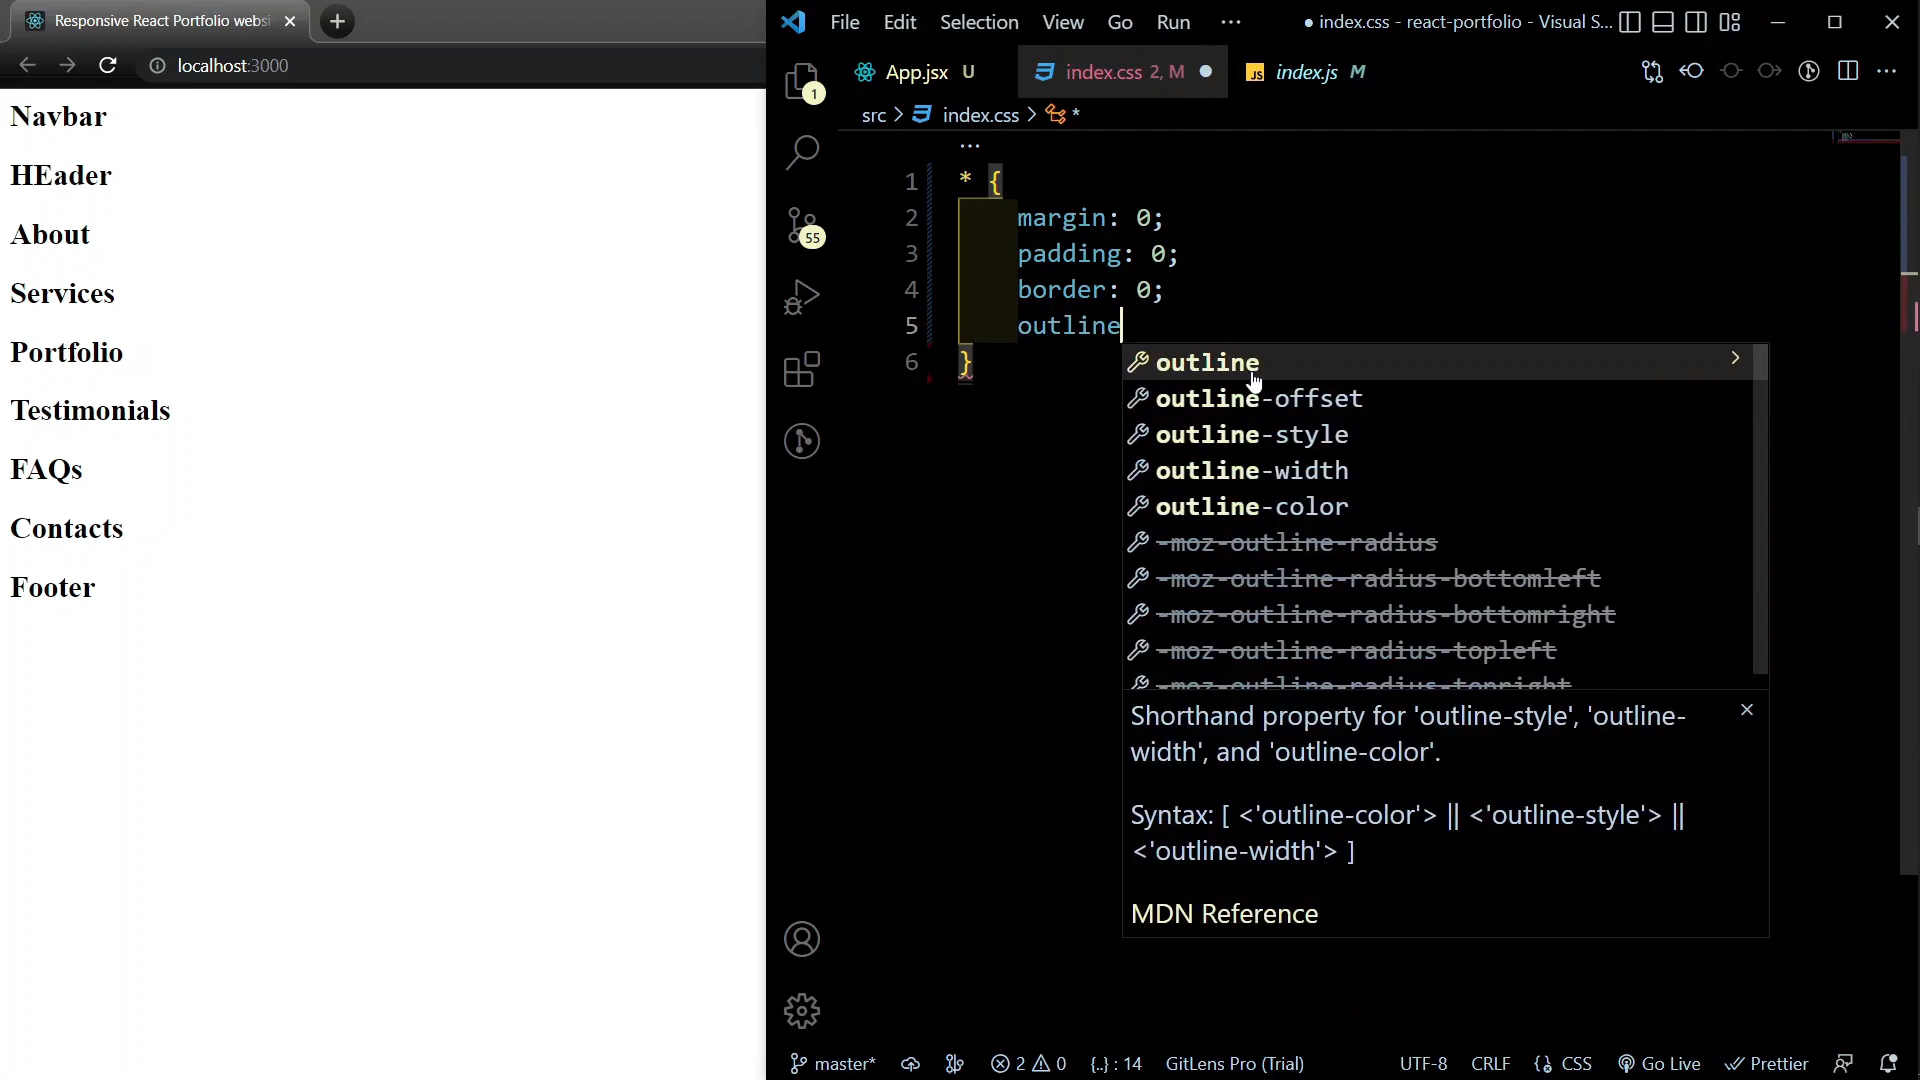 Responsive React Portfolio websi
localhost:3000
Navbar
HEader
About
Services
Portfolio
Testimonials
FAQs
Contacts
Footer
File Edit Selection View Go Run ···
● index.css - react-portfolio - Visual S...
App.jsx U
index.css 2, M
JS index.js M
src > index.css > *
1
55
···
1 * {
2 margin: 0;
3 padding: 0;
4 border: 0;
5 outline
6 }
outline
outline-offset
outline-style
outline-width
outline-color
-moz-outline-radius
-moz-outline-radius-bottomleft
-moz-outline-radius-bottomright
-moz-outline-radius-topleft
-moz-outline-radius-topright
Shorthand property for 'outline-style', 'outline-
width', and 'outline-color'.
Syntax: [ <'outline-color'> || <'outline-style'> ||
<'outline-width'> ]
MDN Reference
master* 2 0 {..} : 14 GitLens Pro (Trial) UTF-8 CRLF {} CSS Go Live Prettier